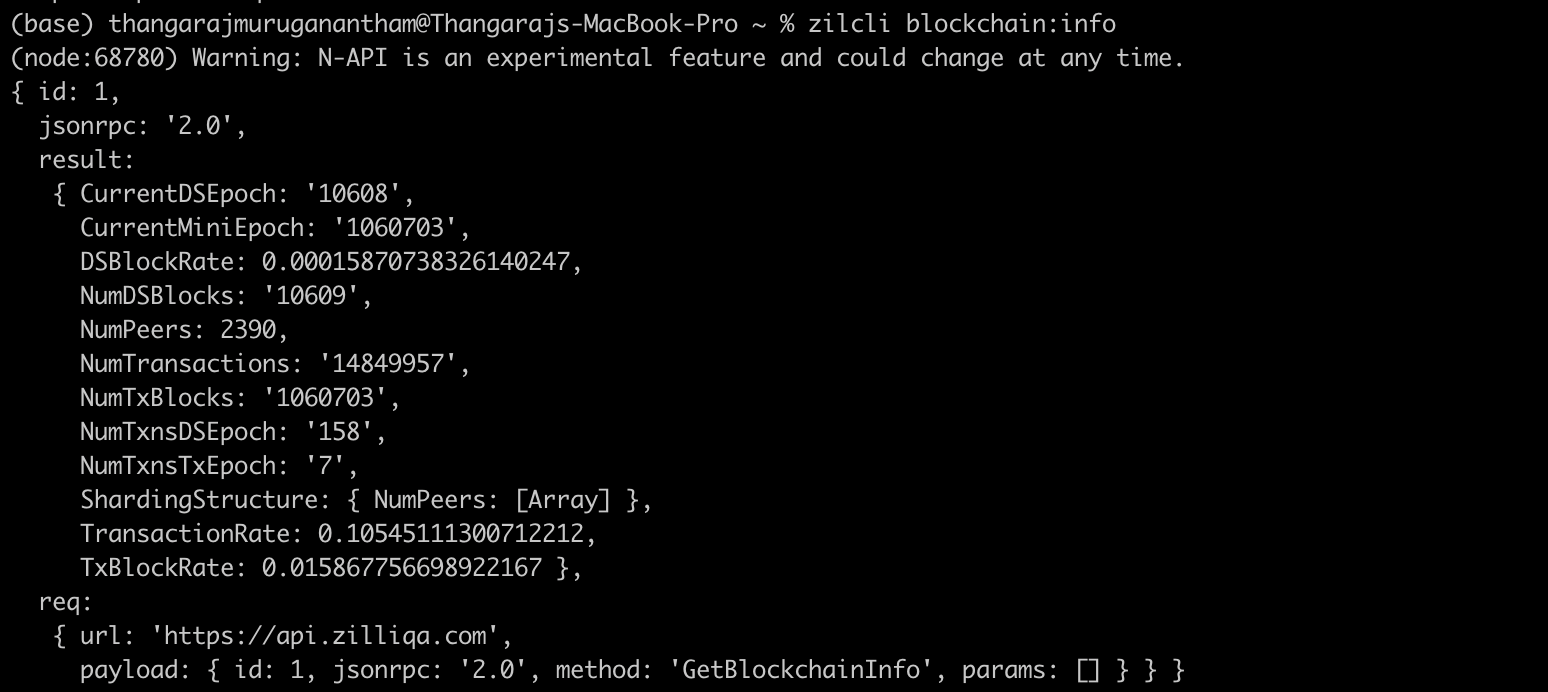 (base) thangarajmuruganantham@Thangarajs-MacBook-Pro ~ % zilcli blockchain:info
(node:68780) Warning: N-API is an experimental feature and could change at any time.
{ id: 1,
  jsonrpc: '2.0',
  result:
   { CurrentDSEpoch: '10608',
     CurrentMiniEpoch: '1060703',
     DSBlockRate: 0.00015870738326140247,
     NumDSBlocks: '10609',
     NumPeers: 2390,
     NumTransactions: '14849957',
     NumTxBlocks: '1060703',
     NumTxnsDSEpoch: '158',
     NumTxnsTxEpoch: '7',
     ShardingStructure: { NumPeers: [Array] },
     TransactionRate: 0.10545111300712212,
     TxBlockRate: 0.015867756698922167 },
  req:
   { url: 'https://api.zilliqa.com',
     payload: { id: 1, jsonrpc: '2.0', method: 'GetBlockchainInfo', params: [] } } }